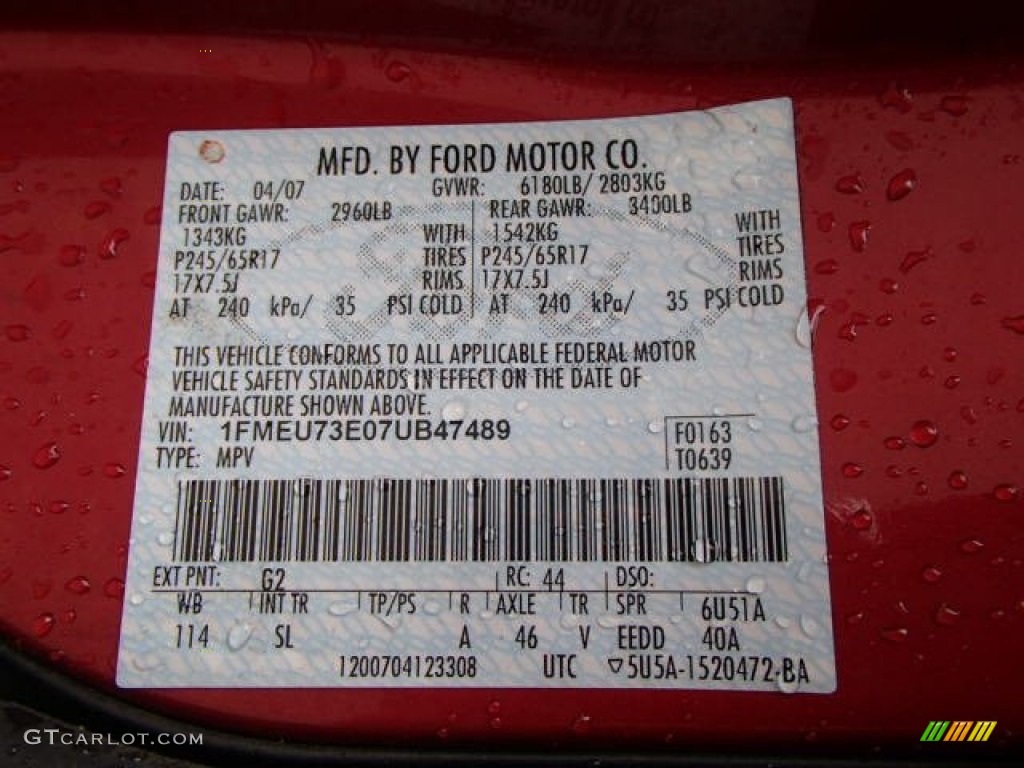 MFD. BY FORD MOTOR CO.
DATE: 04/07 GVWR: 6180LB/ 2803KG
FRONT GAWR: 2960LB REAR GAWR: 3400LB
1343KG WITH 1542KG WITH
P245/65R17 TIRES P245/65R17 TIRES
17X7.5J RIMS 17X7.5J RIMS
AT 240 kPa/ 35 PSI COLD AT 240 kPa/ 35 PSI COLD
THIS VEHICLE CONFORMS TO ALL APPLICABLE FEDERAL MOTOR
VEHICLE SAFETY STANDARDS IN EFFECT ON THE DATE OF
MANUFACTURE SHOWN ABOVE.
VIN: 1FMEU73E07UB47489 F0163
TYPE: MPV T0639
EXT PNT: G2 RC: 44 DSO:
WB INT TR TP/PS R AXLE TR SPR 6U51A
114 SL A 46 V EEDD 40A
1200704123308 UTC ▽5U5A-1520472-BA
GTCARLOT.COM